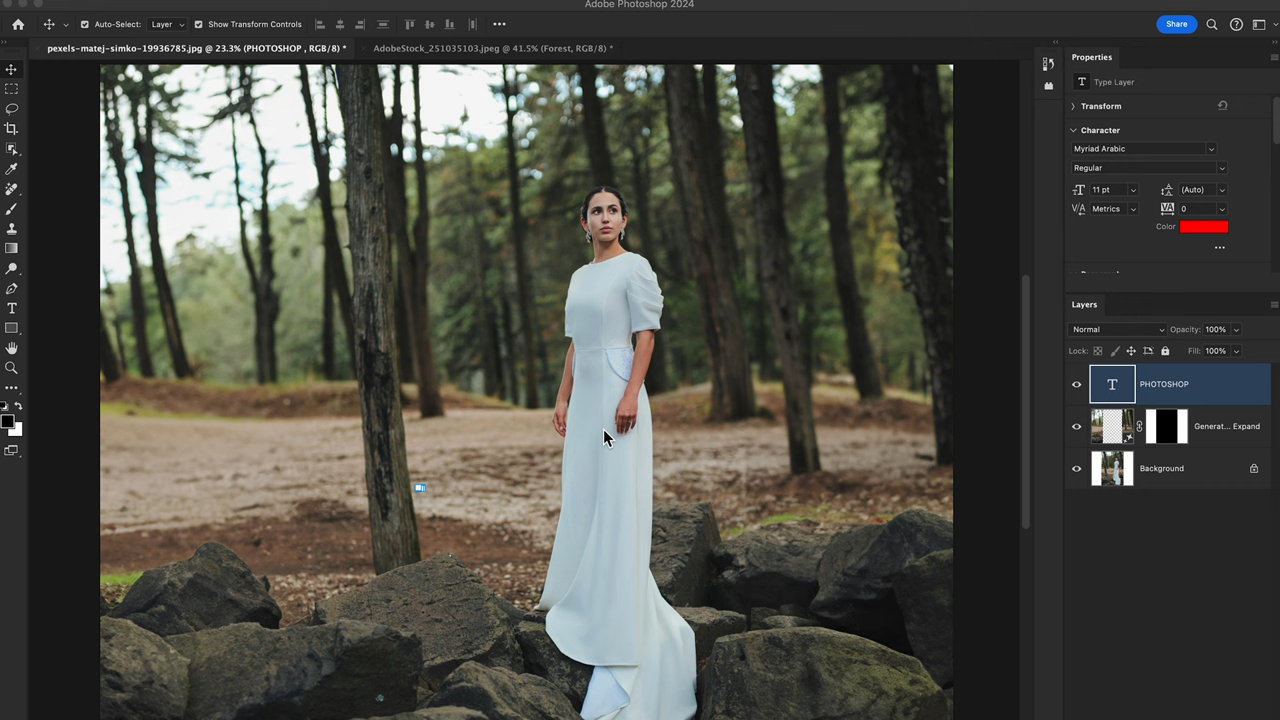 Adobe Photoshop 2024
Auto-Select: Layer Show Transform Controls Share
pexels-matej-simko-19936785.jpg @ 23.3% (PHOTOSHOP , RGB/8) * AdobeStock_251035103.jpeg @ 41.5% (Forest, RGB/8) *
Properties
T Type Layer
Transform
Character
Myriad Arabic
Regular
11 pt (Auto)
Metrics 0
Color
Layers
Normal Opacity: 100%
Lock: Fill: 100%
T PHOTOSHOP
Generat... Expand
Background